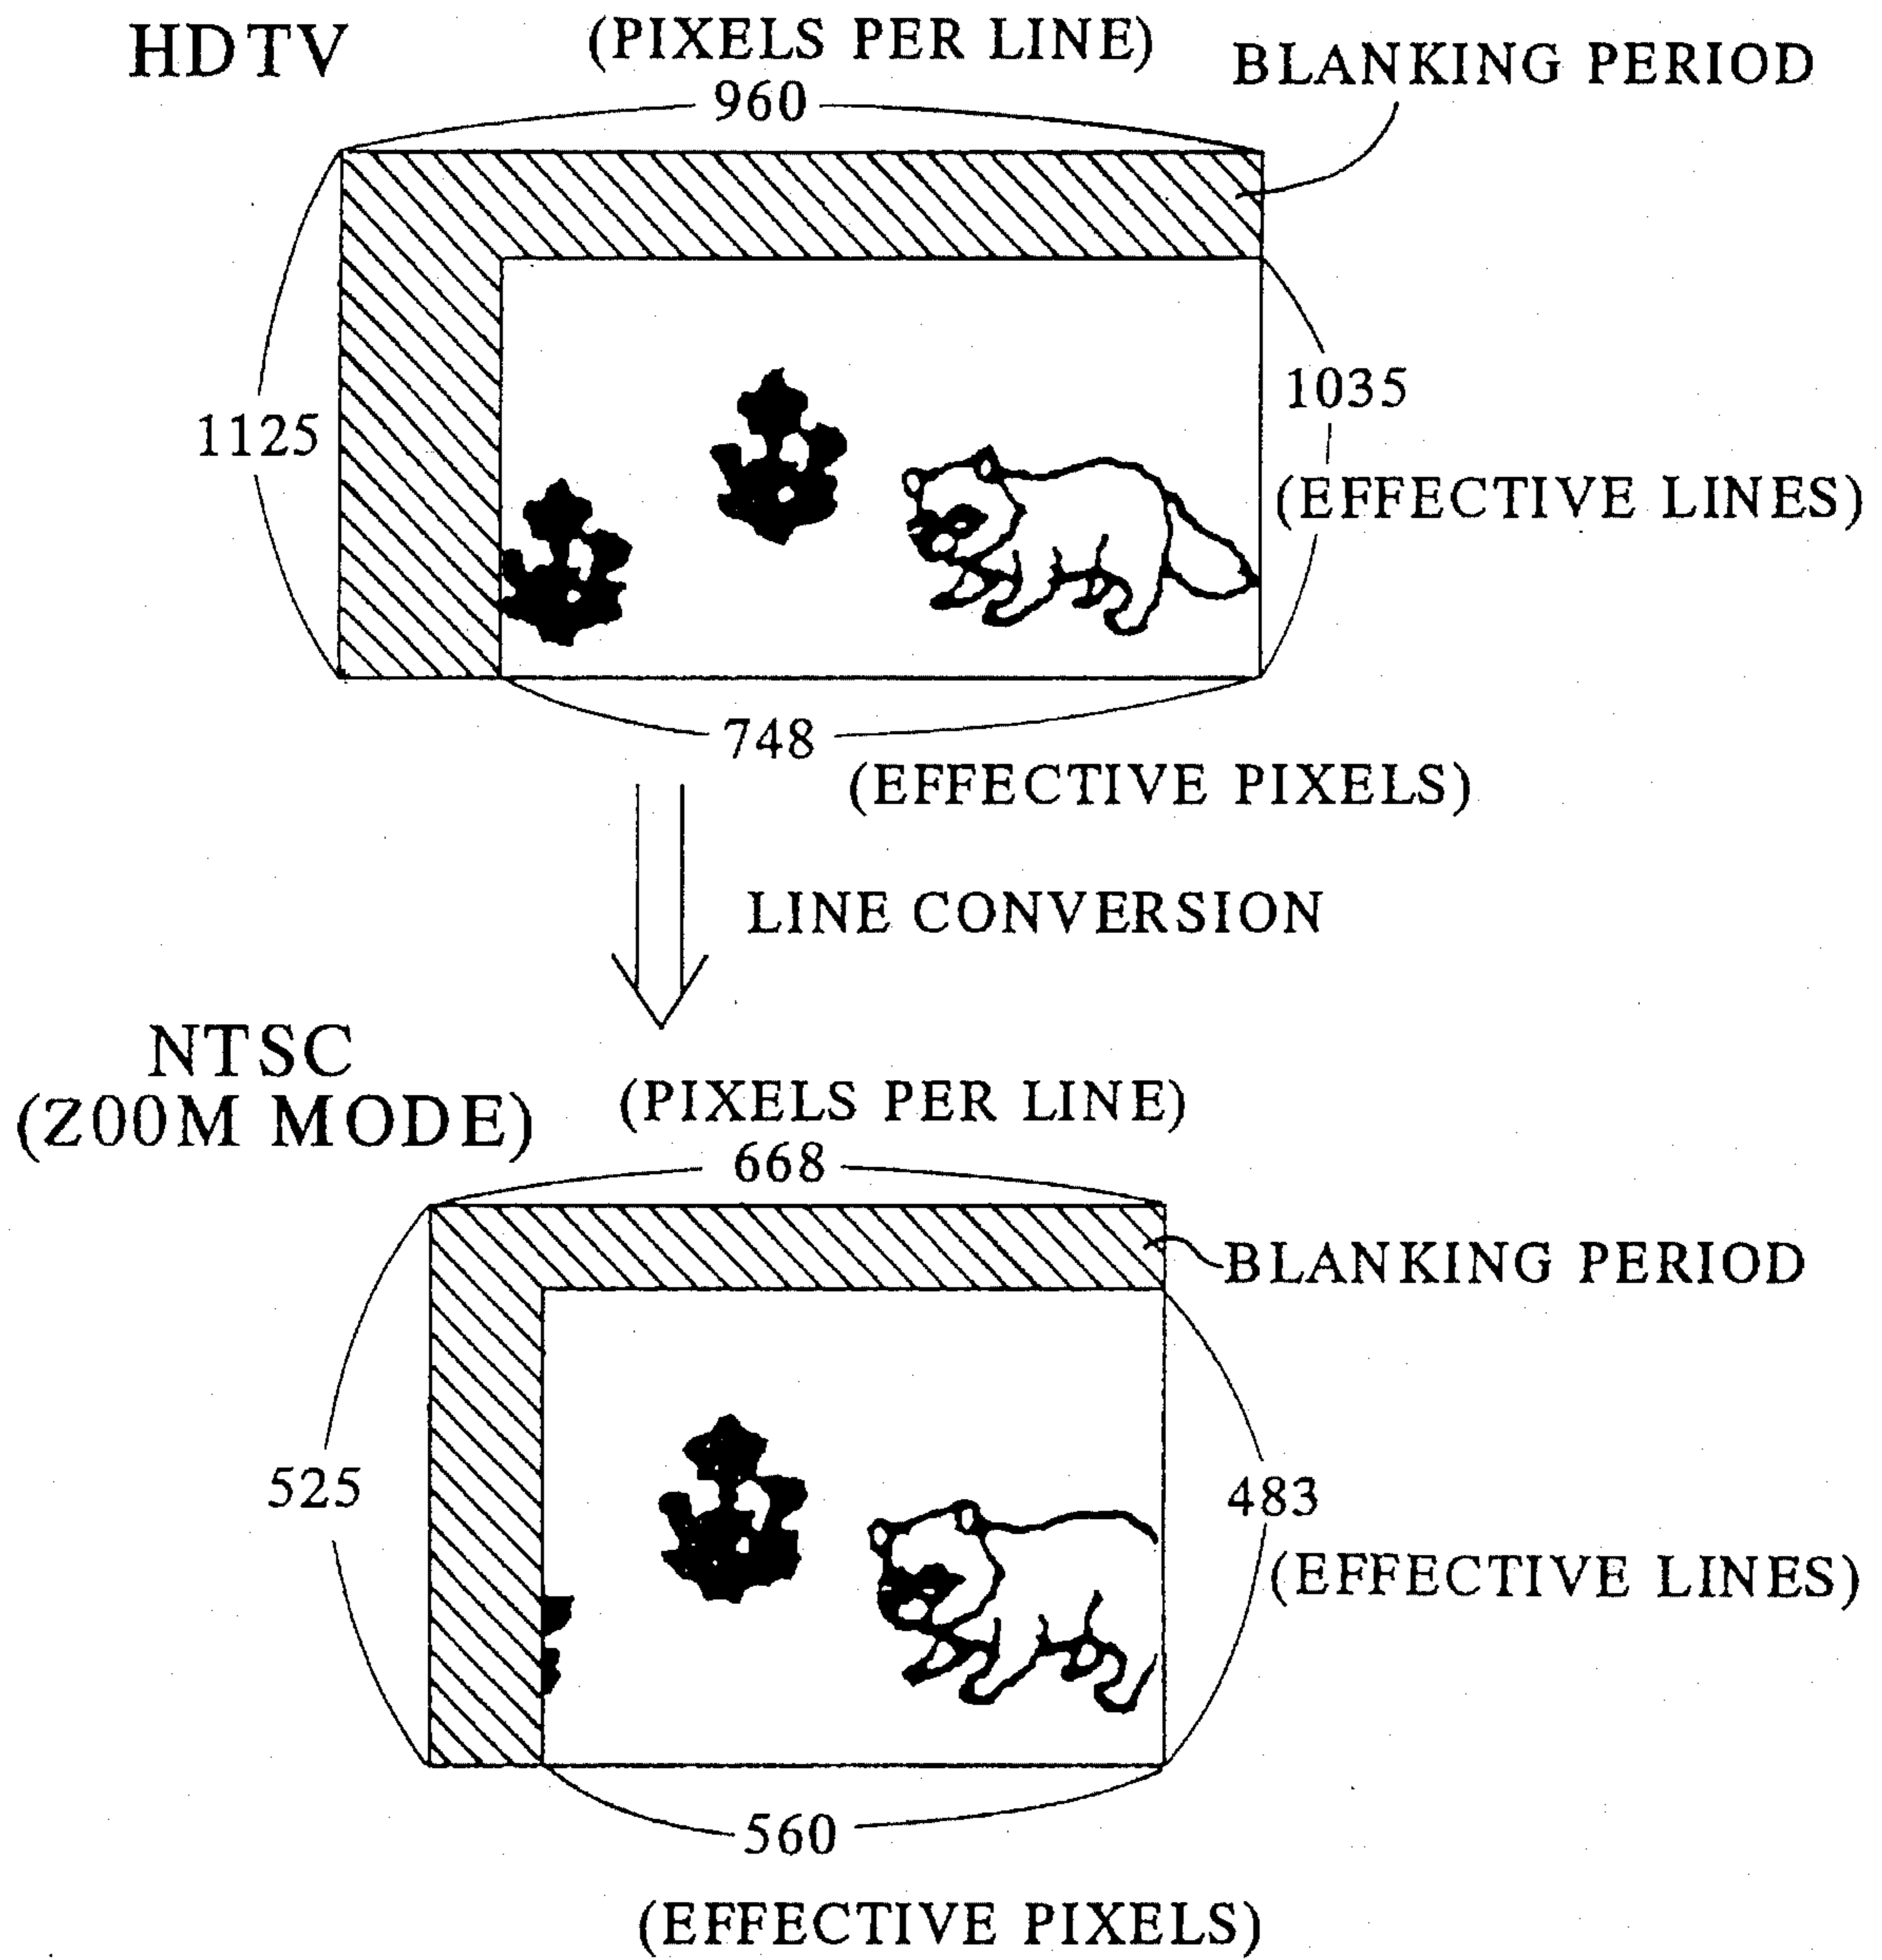 HDTV
(PIXELS PER LINE)
960
BLANKING PERIOD
1125
1035
(EFFECTIVE LINES)
748
(EFFECTIVE PIXELS)
LINE CONVERSION
NTSC
(ZOOM MODE)
(PIXELS PER LINE)
668
BLANKING PERIOD
525
483
(EFFECTIVE LINES)
560
(EFFECTIVE PIXELS)